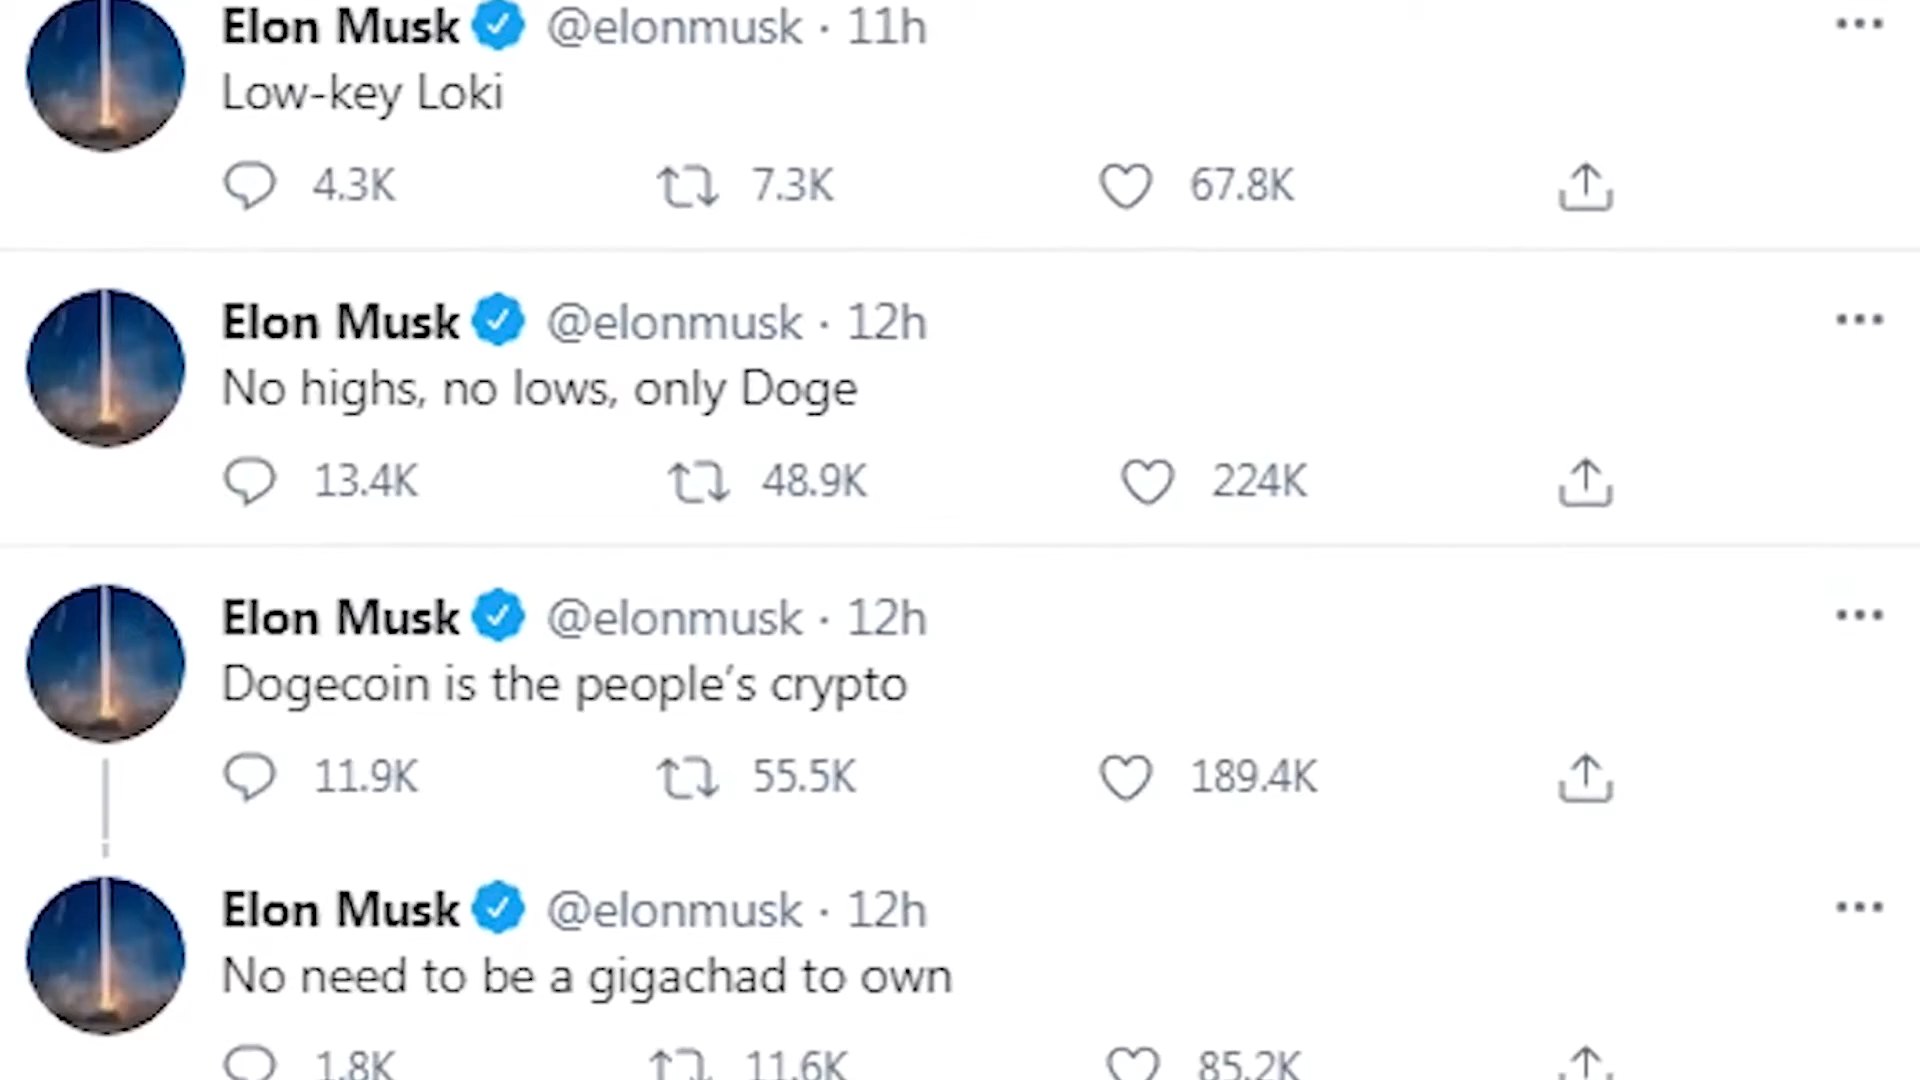 Elon Musk @elonmusk · 11h
Low-key Loki
4.3K 7.3K 67.8K
Elon Musk @elonmusk · 12h
No highs, no lows, only Doge
13.4K 48.9K 224K
Elon Musk @elonmusk · 12h
Dogecoin is the people’s crypto
11.9K 55.5K 189.4K
Elon Musk @elonmusk · 12h
No need to be a gigachad to own
1.8K 11.6K 85.2K